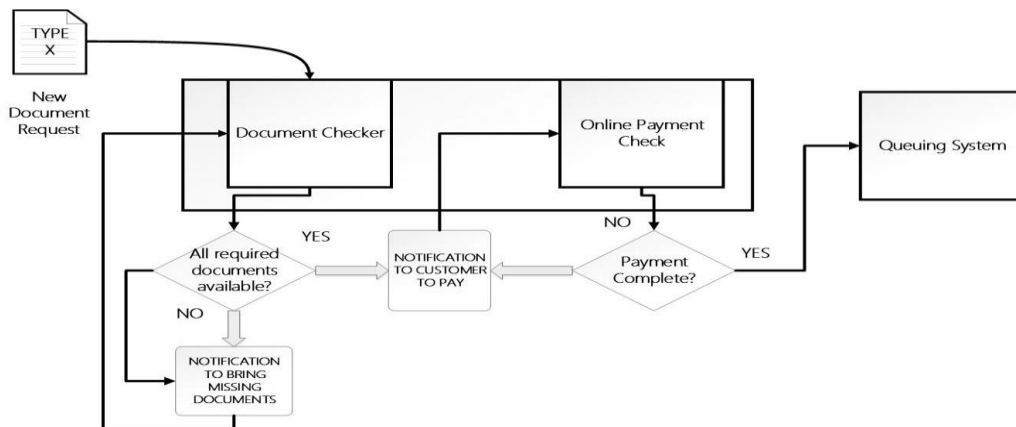 TYPE
X
New
Document
Request
Document Checker
Online Payment
Check
Queuing System
All required
documents
available?
YES
NO
NOTIFICATION
TO CUSTOMER
TO PAY
NO
Payment
Complete?
YES
NOTIFICATION
TO BRING
MISSING
DOCUMENTS